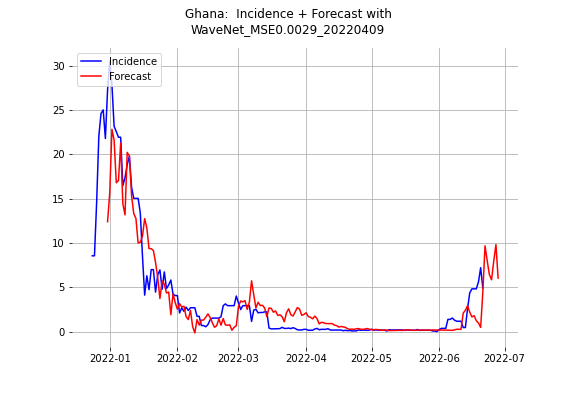 Ghana:  Incidence + Forecast with
WaveNet_MSE0.0029_20220409
Incidence
Forecast
30
25
20
15
10
5
0
2022-01 2022-02 2022-03 2022-04 2022-05 2022-06 2022-07